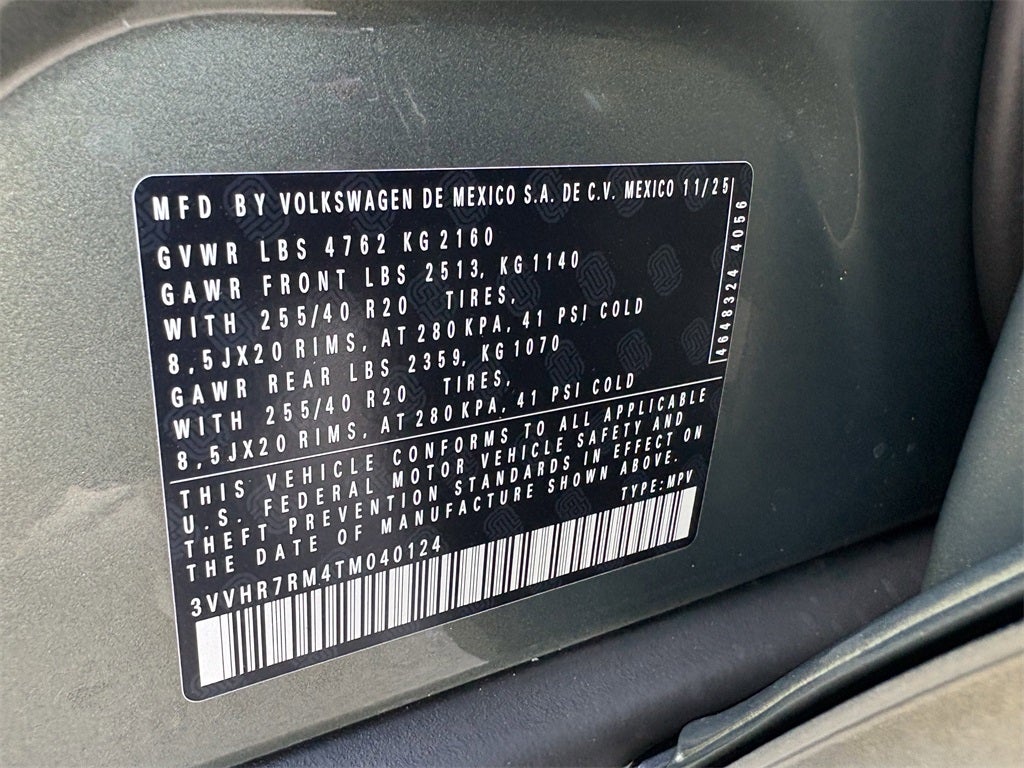 MFD BY VOLKSWAGEN DE MEXICO S.A. DE C.V. MEXICO 11/25
GVWR LBS 4762 KG 2160
GAWR FRONT LBS 2513, KG 1140
WITH 255/40 R20 TIRES,
8,5JX20 RIMS, AT 280 KPA, 41 PSI COLD
GAWR REAR LBS 2359, KG 1070
WITH 255/40 R20 TIRES,
8,5JX20 RIMS, AT 280 KPA, 41 PSI COLD
4648324 4056
THIS VEHICLE CONFORMS TO ALL APPLICABLE
U.S. FEDERAL MOTOR VEHICLE SAFETY AND
THEFT PREVENTION STANDARDS IN EFFECT ON
THE DATE OF MANUFACTURE SHOWN ABOVE.
TYPE: MPV
3VVHR7RM4TM040124